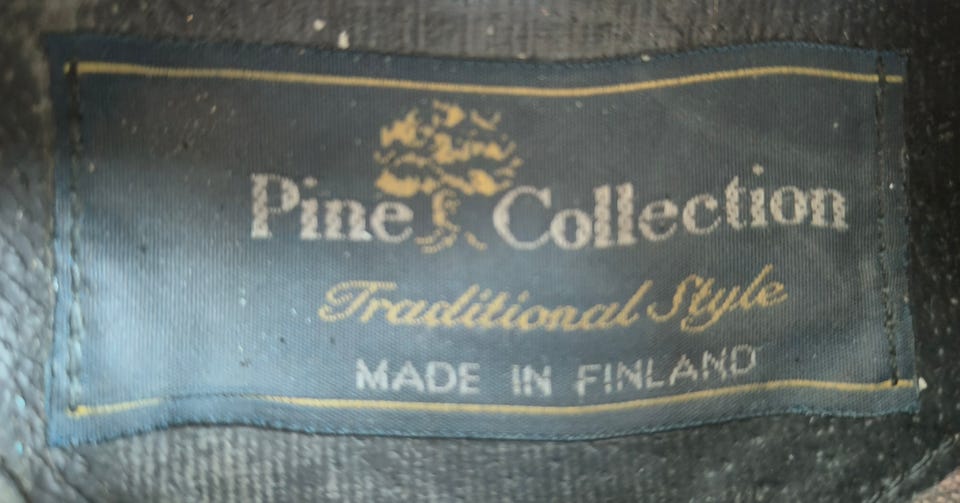 Pine Collection
Traditional Style
MADE IN FINLAND